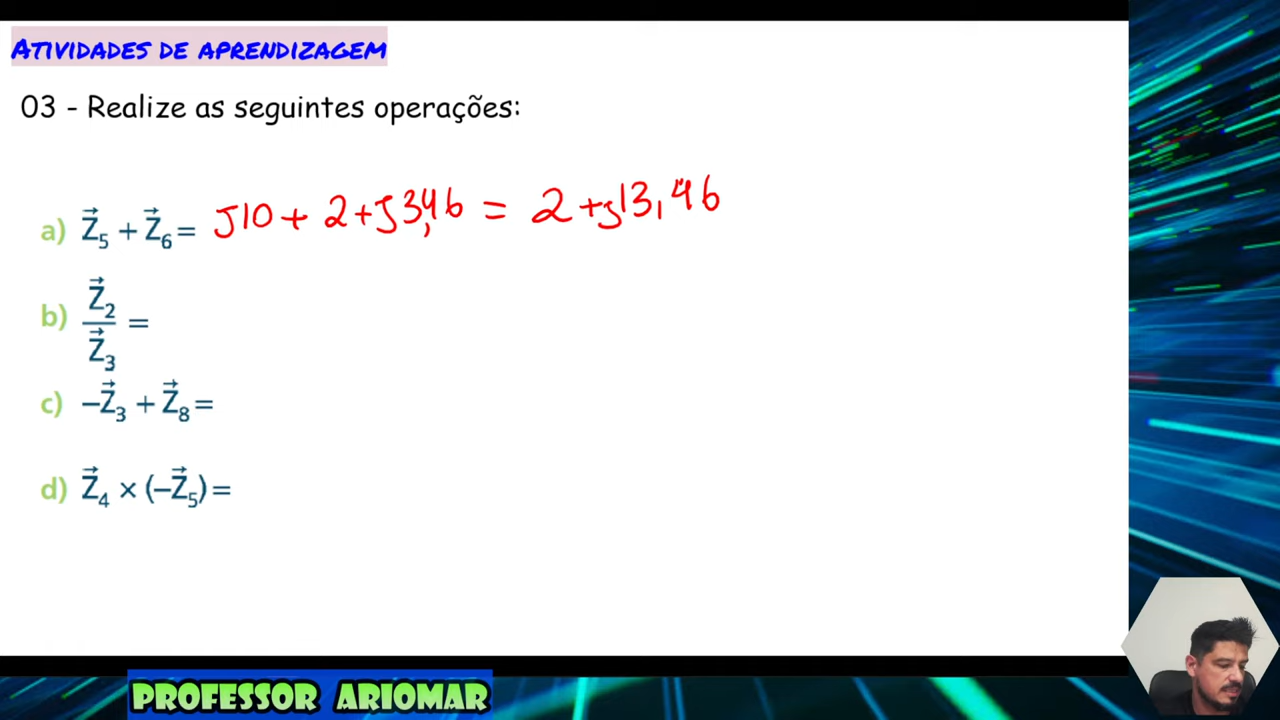 ATIVIDADES DE APRENDIZAGEM
03 - Realize as seguintes operações:
a) Z⃗₅ + Z⃗₆ = J10 + 2 + J3,46 = 2 + J13,46
b) Z⃗₂ / Z⃗₃ =
c) –Z⃗₃ + Z⃗₈ =
d) Z⃗₄ × (–Z⃗₅) =
PROFESSOR ARIOMAR